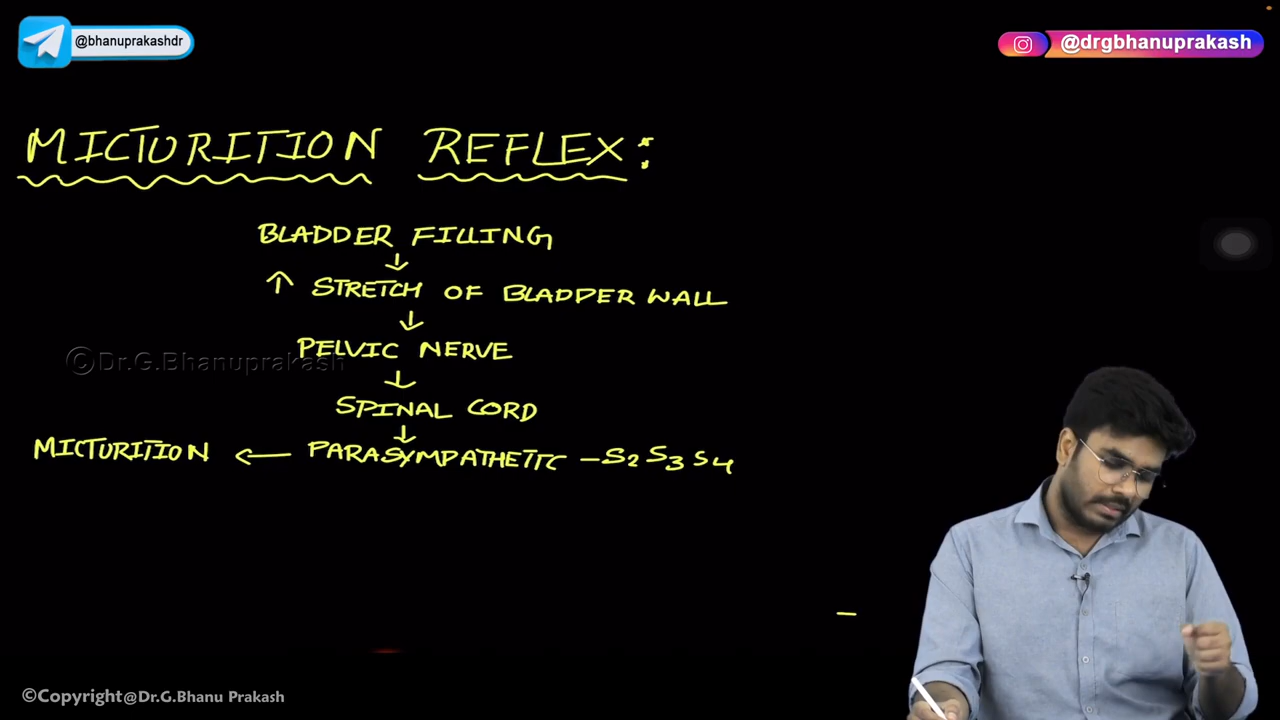 @bhanuprakashdr
@drgbhanuprakash
MICTURITION REFLEX:
BLADDER FILLING
↓
↑ STRETCH OF BLADDER WALL
↓
PELVIC NERVE
©Dr.G.Bhanuprakash
↓
SPINAL CORD
↓
MICTURITION ← PARASYMPATHETIC - S2 S3 S4
©Copyright@Dr.G.Bhanu Prakash